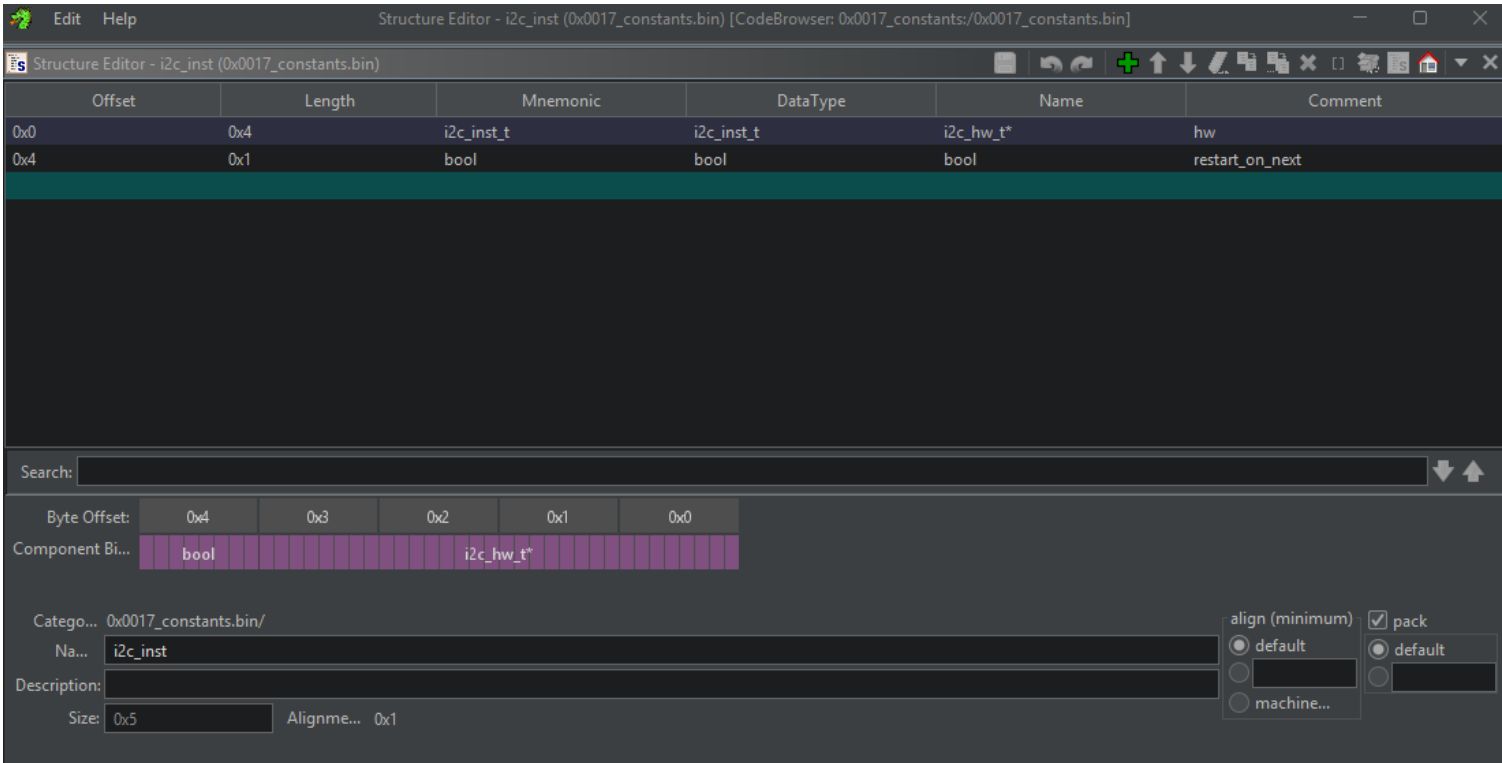 Edit Help Structure Editor - i2c_inst (0x0017_constants.bin) [CodeBrowser: 0x0017_constants:/0x0017_constants.bin]
Structure Editor - i2c_inst (0x0017_constants.bin)
Offset Length Mnemonic DataType Name Comment
0x0 0x4 i2c_inst_t i2c_inst_t i2c_hw_t* hw
0x4 0x1 bool bool bool restart_on_next
Search:
Byte Offset: 0x4 0x3 0x2 0x1 0x0
Component Bi... bool i2c_hw_t*
Catego... 0x0017_constants.bin/
Na... i2c_inst
Description:
Size: 0x5 Alignme... 0x1
align (minimum)
default
machine...
pack
default